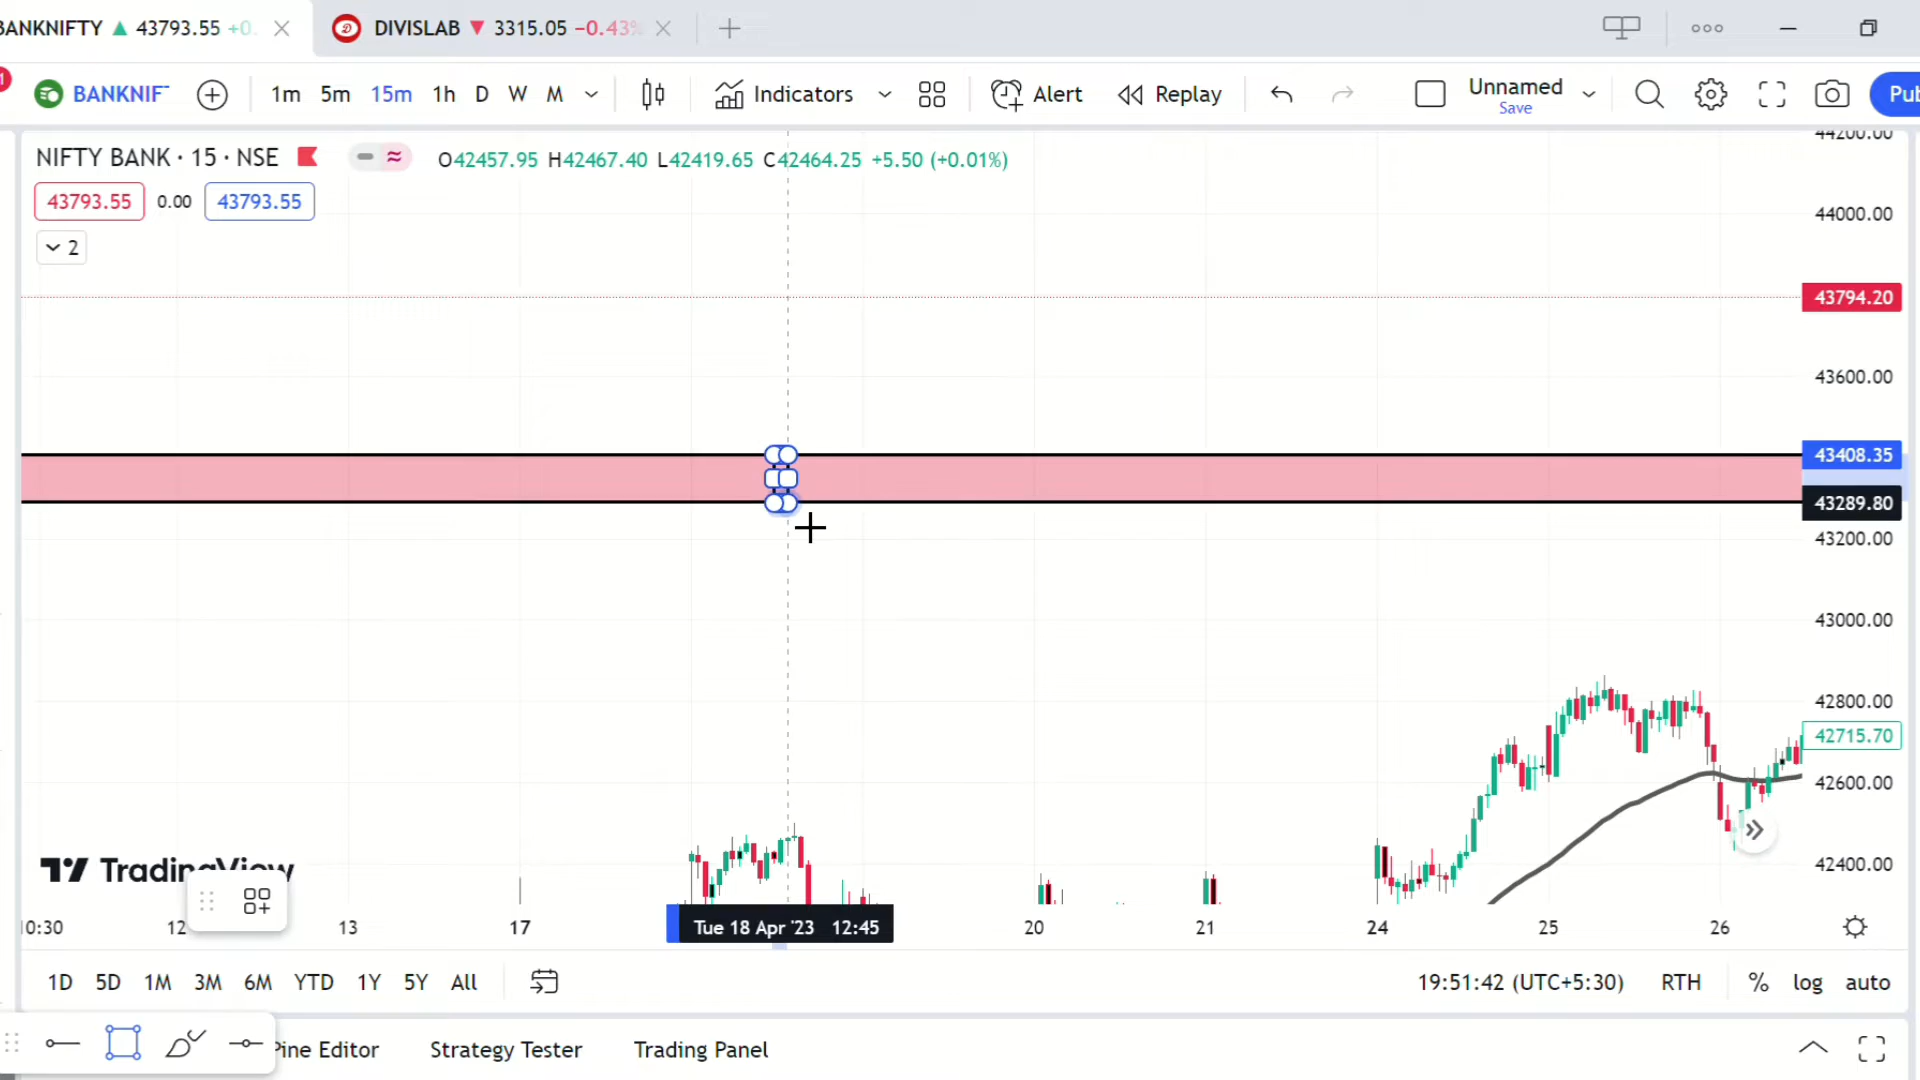 BANKNIFTY ▲ 43793.55 +0.
DIVISLAB ▼ 3315.05 −0.43%
1
BANKNIF
1m 5m 15m 1h D W M
Indicators
Alert
Replay
Unnamed
Save
Pub
NIFTY BANK · 15 · NSE
O42457.95 H42467.40 L42419.65 C42464.25 +5.50 (+0.01%)
43793.55 0.00 43793.55
2
44200.00
44000.00
43794.20
43600.00
43408.35
43289.80
43200.00
43000.00
42800.00
42715.70
42600.00
42400.00
TradingView
10:30 12 13 17 Tue 18 Apr '23 12:45 20 21 24 25 26
1D 5D 1M 3M 6M YTD 1Y 5Y All
19:51:42 (UTC+5:30) RTH % log auto
Pine Editor Strategy Tester Trading Panel